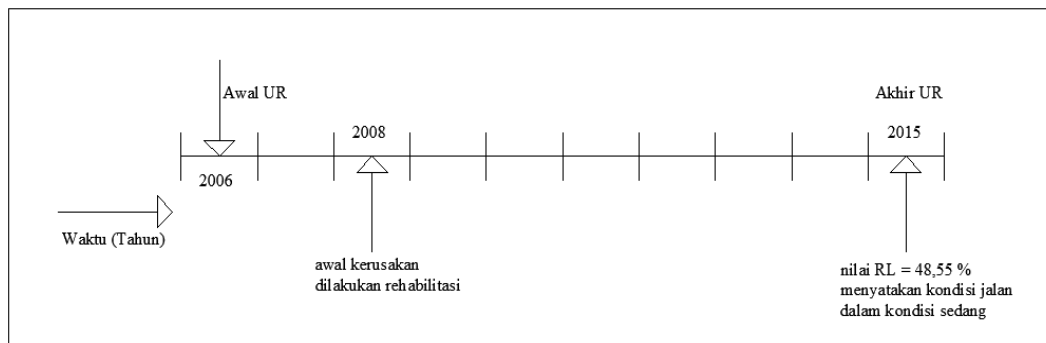 Awal UR
Akhir UR
2008
2015
2006
Waktu (Tahun)
awal kerusakan
dilakukan rehabilitasi
nilai RL = 48,55 %
menyatakan kondisi jalan
dalam kondisi sedang